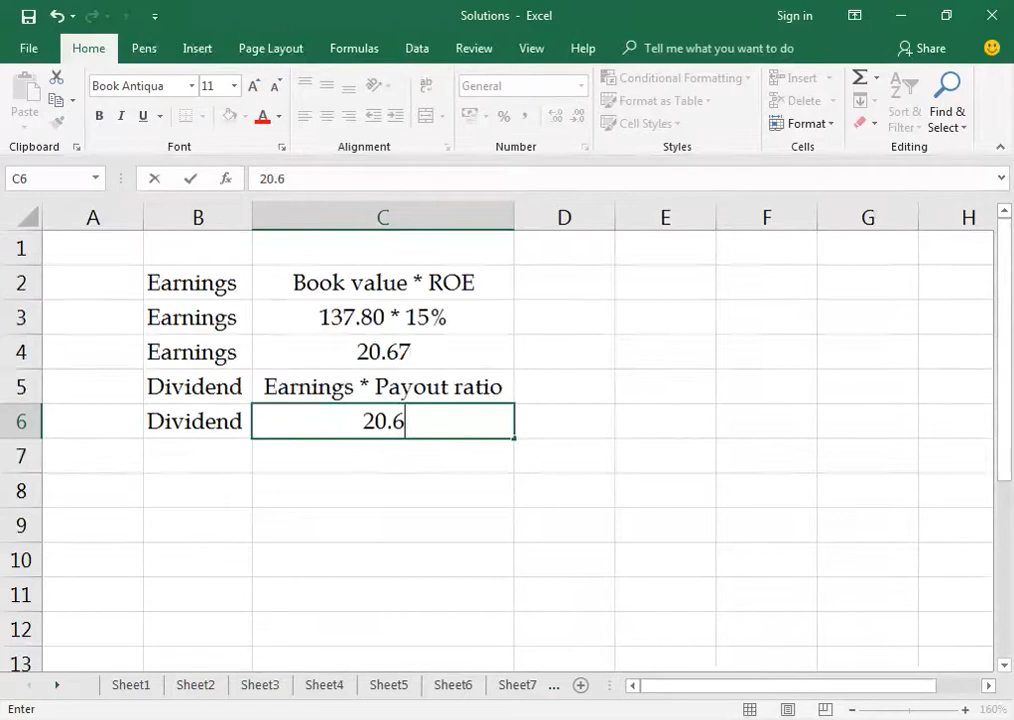 Solutions - Excel
Sign in
File Home Pens Insert Page Layout Formulas Data Review View Help Tell me what you want to do Share
Paste
Clipboard
Book Antiqua 11
B I U A
Font
Alignment
General
% ,
Number
Conditional Formatting
Format as Table
Cell Styles
Styles
Insert
Delete
Format
Cells
Sort & Filter
Find & Select
Editing
C6 fx 20.6
A B C D E F G H
1
2 Earnings Book value * ROE
3 Earnings 137.80 * 15%
4 Earnings 20.67
5 Dividend Earnings * Payout ratio
6 Dividend 20.6
7
8
9
10
11
12
13
Sheet1 Sheet2 Sheet3 Sheet4 Sheet5 Sheet6 Sheet7 ...
Enter 160%